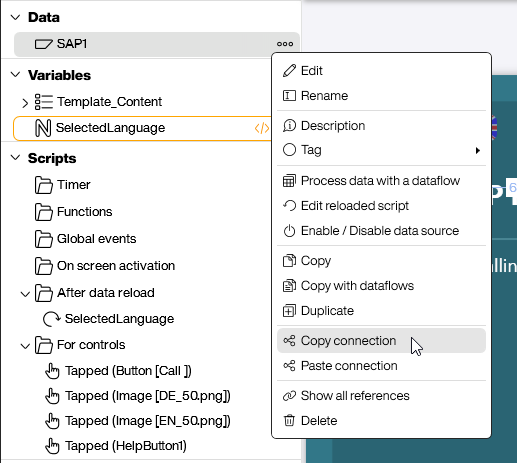 Data
SAP1
Variables
Template_Content
SelectedLanguage
Scripts
Timer
Functions
Global events
On screen activation
After data reload
SelectedLanguage
For controls
Tapped (Button [Call ])
Tapped (Image [DE_50.png])
Tapped (Image [EN_50.png])
Tapped (HelpButton1)
Edit
Rename
Description
Tag
Process data with a dataflow
Edit reloaded script
Enable / Disable data source
Copy
Copy with dataflows
Duplicate
Copy connection
Paste connection
Show all references
Delete
6